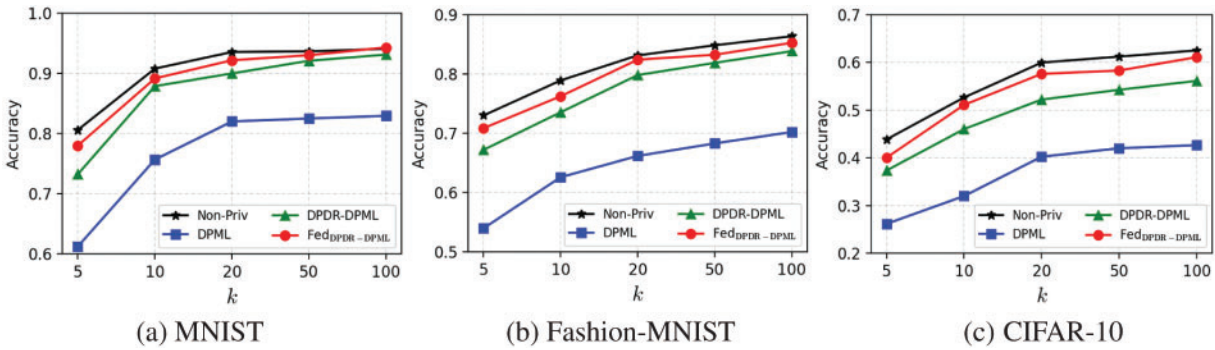 1.0
0.9
0.8
0.7
0.6
Accuracy
Non-Priv
DPML
DPDR-DPML
Fed_DPDR−DPML
5 10 20 50 100
k
(a) MNIST
0.9
0.8
0.7
0.6
0.5
Accuracy
Non-Priv
DPML
DPDR-DPML
Fed_DPDR−DPML
5 10 20 50 100
k
(b) Fashion-MNIST
0.7
0.6
0.5
0.4
0.3
0.2
Accuracy
Non-Priv
DPML
DPDR-DPML
Fed_DPDR−DPML
5 10 20 50 100
k
(c) CIFAR-10